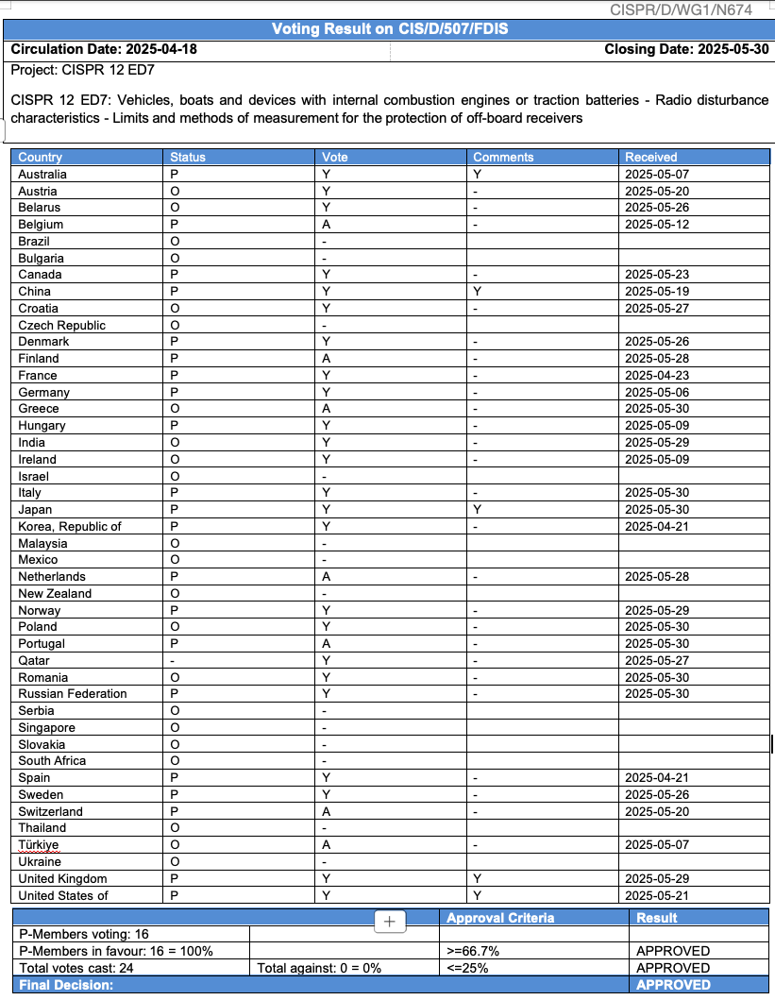 CISPR/D/WG1/N674
Voting Result on CIS/D/507/FDIS
Circulation Date: 2025-04-18 Closing Date: 2025-05-30
Project: CISPR 12 ED7
CISPR 12 ED7: Vehicles, boats and devices with internal combustion engines or traction batteries - Radio disturbance
characteristics - Limits and methods of measurement for the protection of off-board receivers
Country Status Vote Comments Received
Australia P Y Y 2025-05-07
Austria O Y - 2025-05-20
Belarus O Y - 2025-05-26
Belgium P A - 2025-05-12
Brazil O -
Bulgaria O -
Canada P Y - 2025-05-23
China P Y Y 2025-05-19
Croatia O Y - 2025-05-27
Czech Republic O -
Denmark P Y - 2025-05-26
Finland P A - 2025-05-28
France P Y - 2025-04-23
Germany P Y - 2025-05-06
Greece O A - 2025-05-30
Hungary P Y - 2025-05-09
India O Y - 2025-05-29
Ireland O Y - 2025-05-09
Israel O -
Italy P Y - 2025-05-30
Japan P Y Y 2025-05-30
Korea, Republic of P Y - 2025-04-21
Malaysia O -
Mexico O -
Netherlands P A - 2025-05-28
New Zealand O -
Norway P Y - 2025-05-29
Poland O Y - 2025-05-30
Portugal P A - 2025-05-30
Qatar - Y - 2025-05-27
Romania O Y - 2025-05-30
Russian Federation P Y - 2025-05-30
Serbia O -
Singapore O -
Slovakia O -
South Africa O -
Spain P Y - 2025-04-21
Sweden P Y - 2025-05-26
Switzerland P A - 2025-05-20
Thailand O -
Türkiye O A - 2025-05-07
Ukraine O -
United Kingdom P Y Y 2025-05-29
United States of P Y Y 2025-05-21
Approval Criteria Result
P-Members voting: 16
P-Members in favour: 16 = 100% >=66.7% APPROVED
Total votes cast: 24 Total against: 0 = 0% <=25% APPROVED
Final Decision: APPROVED